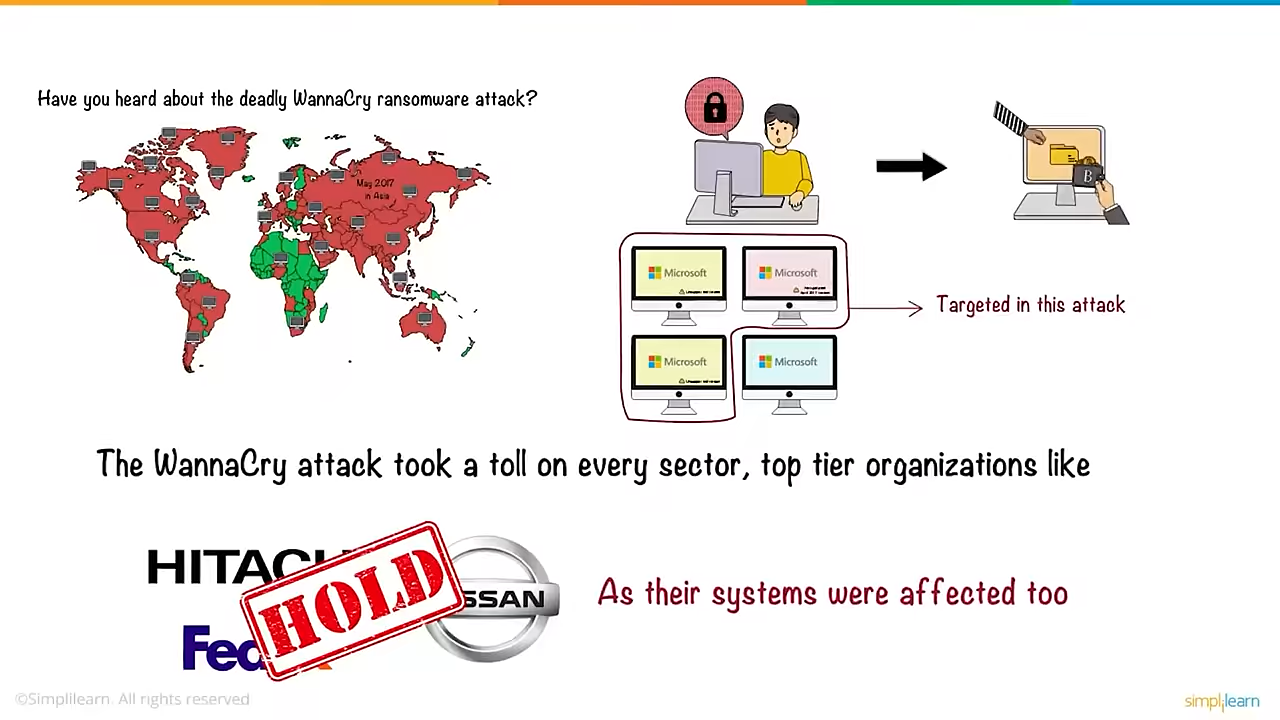 Have you heard about the deadly WannaCry ransomware attack?
May 2017
in Asia
B
Microsoft
Microsoft
Targeted in this attack
Microsoft
Microsoft
The WannaCry attack took a toll on every sector, top tier organizations like
HITACH
HOLD
SSAN
Fed
As their systems were affected too
©Simplilearn. All rights reserved
simplilearn